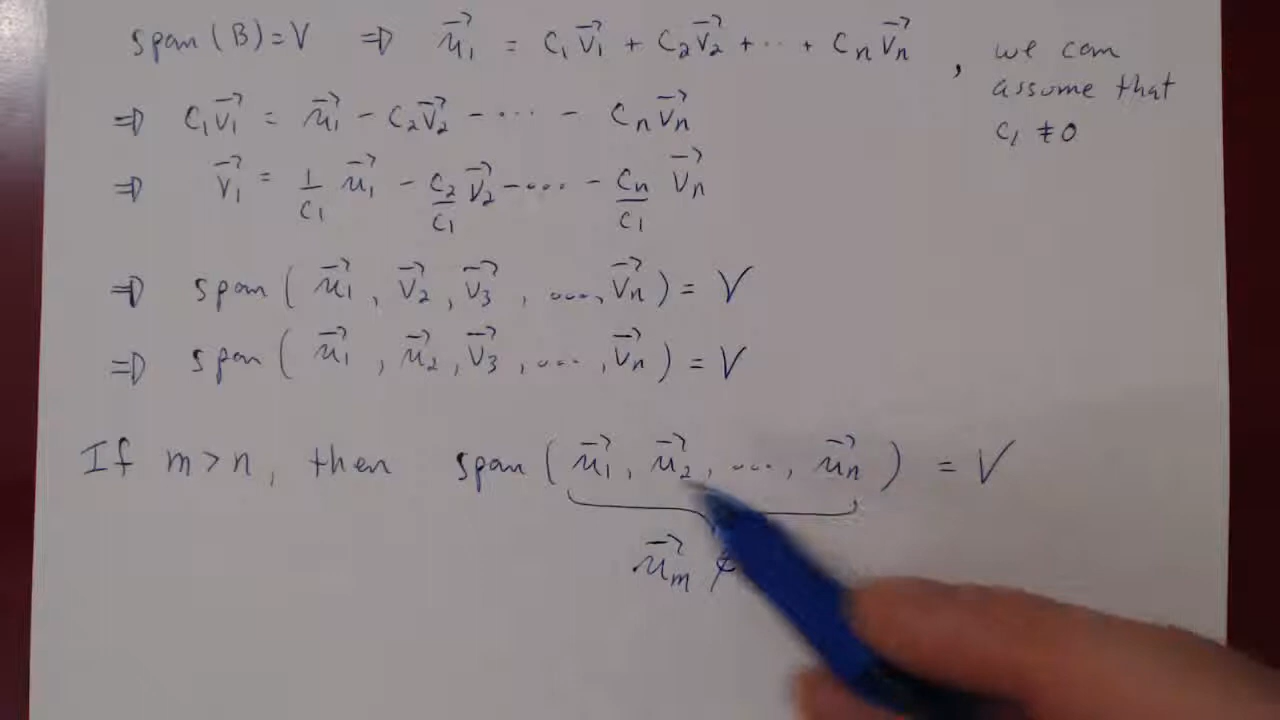 span(B)=V ⇒ u⃗₁ = c₁v⃗₁ + c₂v⃗₂ + ··· + cₙv⃗ₙ , we can
assume that
c₁ ≠ 0
⇒ c₁v⃗₁ = u⃗₁ − c₂v⃗₂ − ···· − cₙv⃗ₙ
⇒ v⃗₁ = 1/c₁ u⃗₁ − c₂/c₁ v⃗₂ − ···· − cₙ/c₁ v⃗ₙ
⇒ span( u⃗₁ , v⃗₂ , v⃗₃ , ...., v⃗ₙ ) = V
⇒ span( u⃗₁ , u⃗₂ , v⃗₃ , .... , v⃗ₙ ) = V
If m>n, then span( u⃗₁ , u⃗₂ , ...., u⃗ₙ ) = V
u⃗ₘ ∉